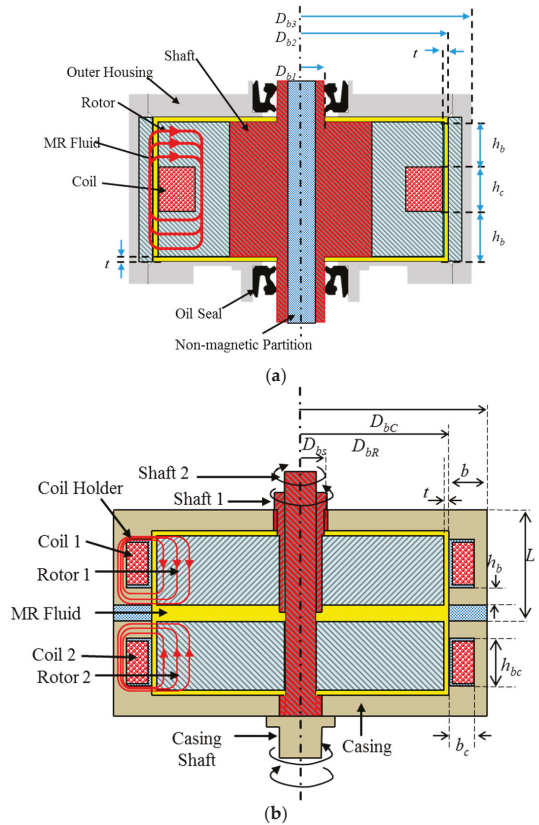 D_b3
D_b2
Shaft
t
D_b1
Outer Housing
Rotor
MR Fluid
Coil
h_b
h_c
h_b
t
Oil Seal
Non-magnetic Partition
(a)
D_bC
D_bs
D_bR
Shaft 2
b
Shaft 1
t
Coil Holder
Coil 1
Rotor 1
h_b
L
MR Fluid
Coil 2
Rotor 2
h_bc
Casing
Shaft
Casing
b_c
(b)